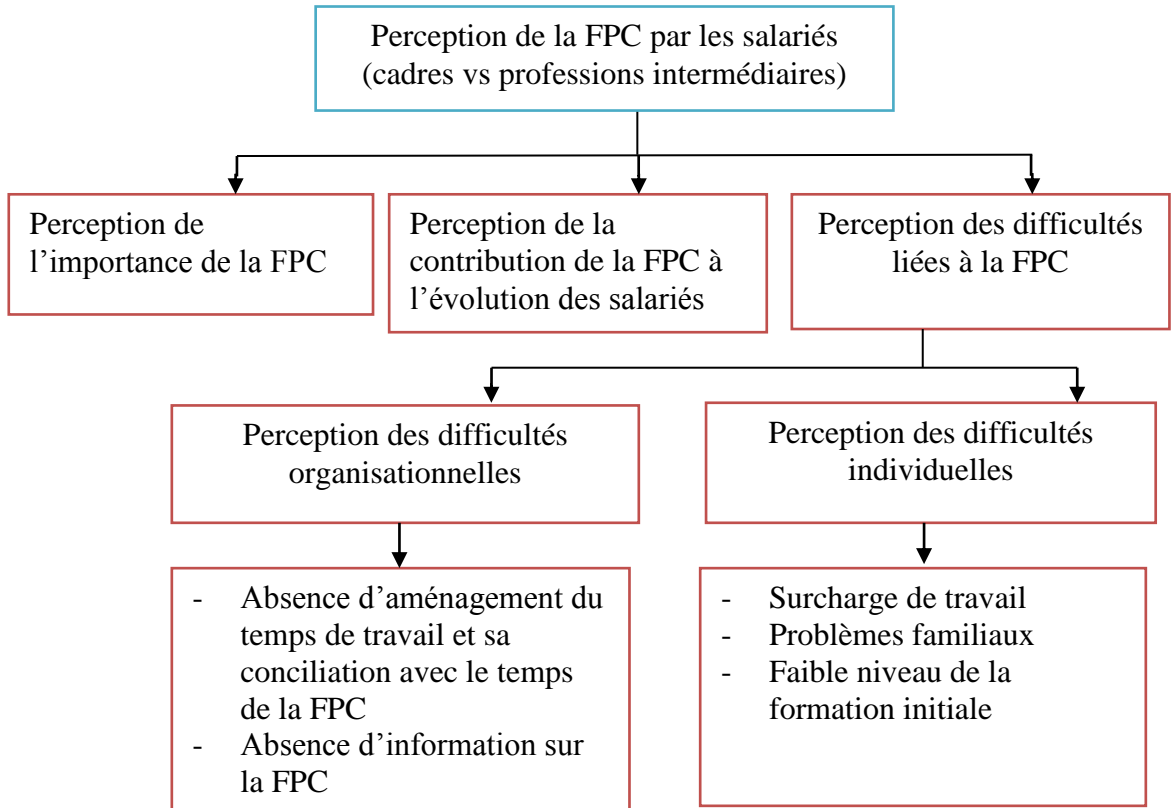 Perception de la FPC par les salariés
(cadres vs professions intermédiaires)
Perception de
l’importance de la FPC
Perception de la
contribution de la FPC à
l’évolution des salariés
Perception des difficultés
liées à la FPC
Perception des difficultés
organisationnelles
Perception des difficultés
individuelles
- Absence d’aménagement du
temps de travail et sa
conciliation avec le temps
de la FPC
- Absence d’information sur
la FPC
- Surcharge de travail
- Problèmes familiaux
- Faible niveau de la
formation initiale